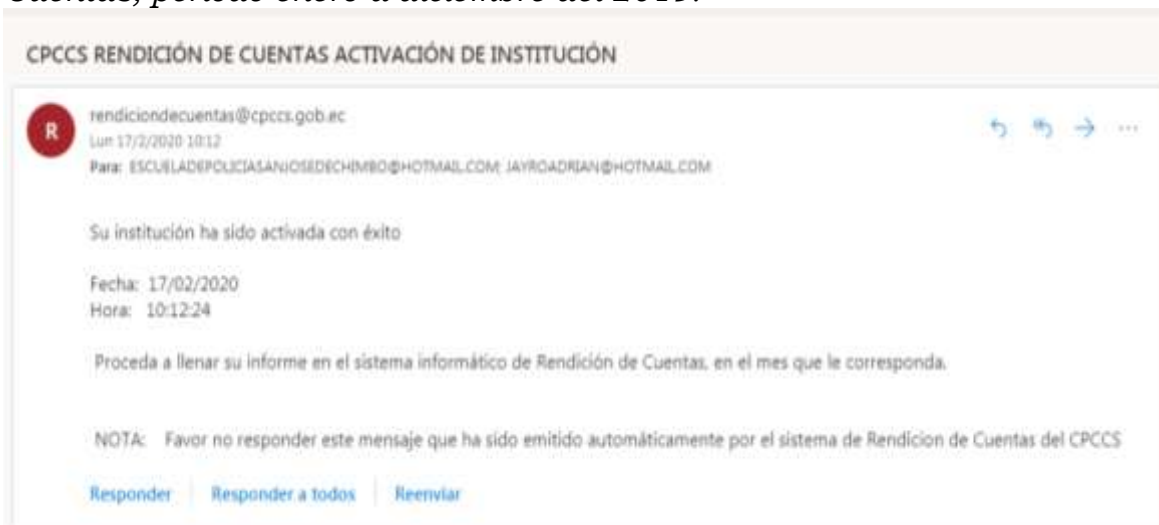 Cuentas, periodo enero a diciembre del 2019.
CPCCS RENDICIÓN DE CUENTAS ACTIVACIÓN DE INSTITUCIÓN
R
rendiciondecuentas@cpccs.gob.ec
Lun 17/2/2020 10:12
Para: ESCUELADEPOLICIASANJOSEDECHIMBO@HOTMAIL.COM; JAYROADRIAN@HOTMAIL.COM
Su institución ha sido activada con éxito
Fecha: 17/02/2020
Hora: 10:12:24
Proceda a llenar su informe en el sistema informático de Rendición de Cuentas, en el mes que le corresponda.
NOTA: Favor no responder este mensaje que ha sido emitido automáticamente por el sistema de Rendicion de Cuentas del CPCCS
Responder Responder a todos Reenviar